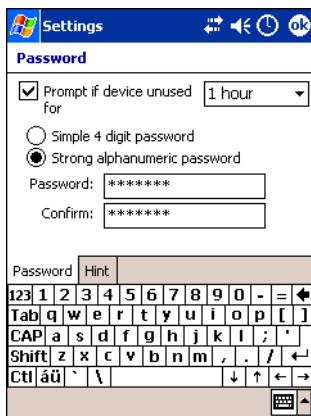 Settings ok
Password
Prompt if device unused for 1 hour
Simple 4 digit password
Strong alphanumeric password
Password: *******
Confirm: *******
Password Hint
123 1 2 3 4 5 6 7 8 9 0 - =
Tab q w e r t y u i o p [ ]
CAP a s d f g h j k l ; '
Shift z x c v b n m , . /
Ctl áü ` \